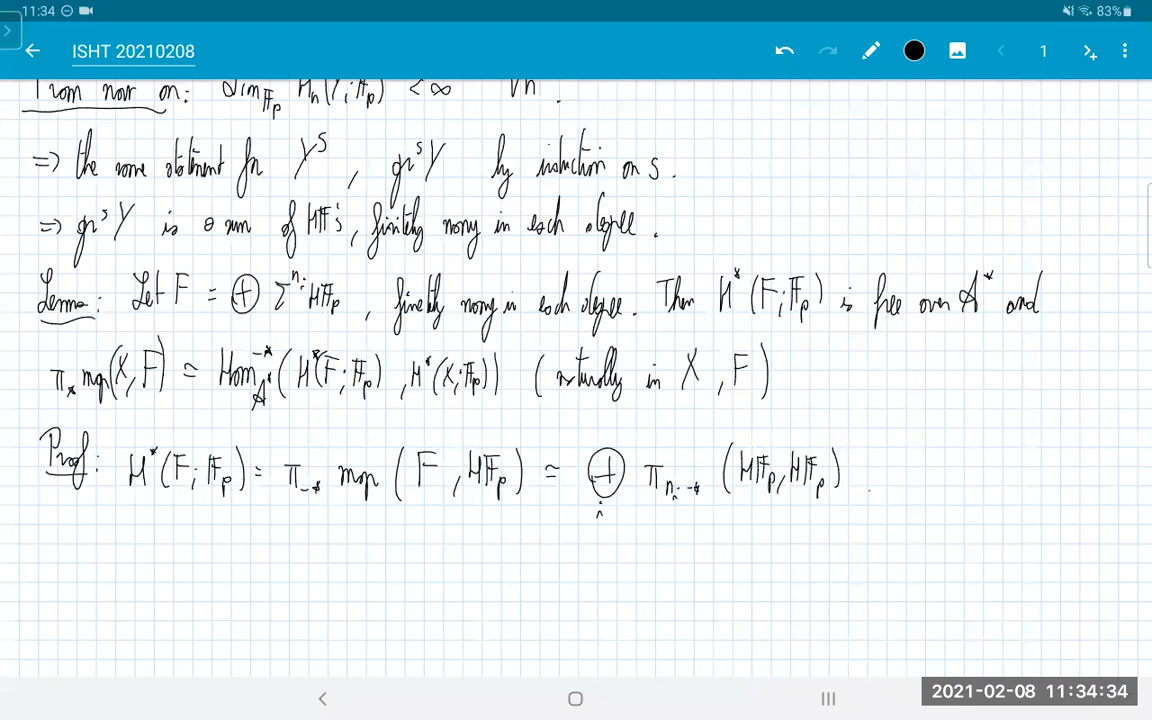 11:34
83%
ISHT 20210208
1
From now on: dim_{𝔽_p} H_n(Y; 𝔽_p) < ∞ ∀n.
=> the same statement for Y^s, gr^s Y by induction on s.
=> gr^s Y is a sum of H𝔽's, finitely many in each degree.
Lemma: Let F = ⊕ Σ^{n_i} H𝔽_p, finitely many in each degree. Then H^*(F; 𝔽_p) is free over A^* and
π_* map(X, F) ≃ Hom_{A^*}^{-*}(H^*(F; 𝔽_p), H^*(X; 𝔽_p)) (naturally in X, F)
Proof: H^*(F; 𝔽_p) = π_{-*} map(F, H𝔽_p) ≃ ⊕_i π_{n_i-*}(H𝔽_p, H𝔽_p).
2021-02-08 11:34:34